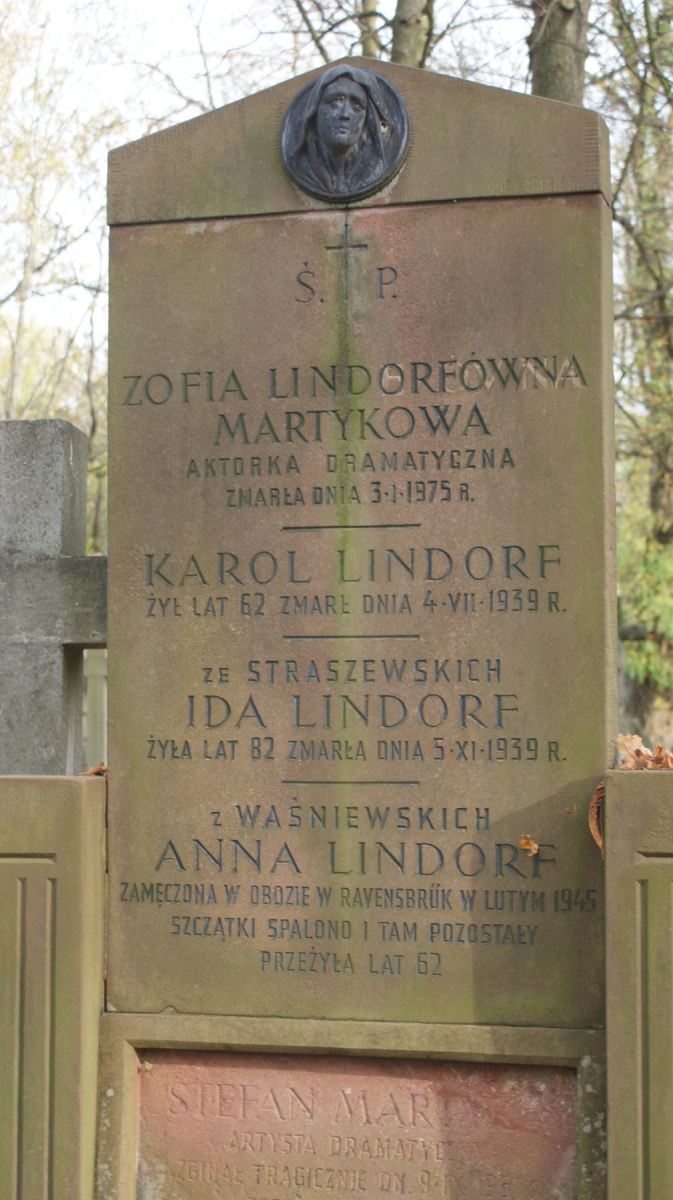 Ś. P.
ZOFIA LINDORFÓWNA
MARTYKOWA
AKTORKA DRAMATYCZNA
ZMARŁA DNIA 3·I·1975 R.
KAROL LINDORF
ŻYŁ LAT 62 ZMARŁ DNIA 4·VII·1939 R.
ZE STRASZEWSKICH
IDA LINDORF
ŻYŁA LAT 82 ZMARŁA DNIA 5·XI·1939 R.
Z WAŚNIEWSKICH
ANNA LINDORF
ZAMĘCZONA W OBOZIE W RAVENSBRŰK W LUTYM 1945
SZCZĄTKI SPALONO I TAM POZOSTAŁY
PRZEŻYŁA LAT 62
STEFAN
ARTYSTA
ZGINĄŁ TRAGICZNIE DN.